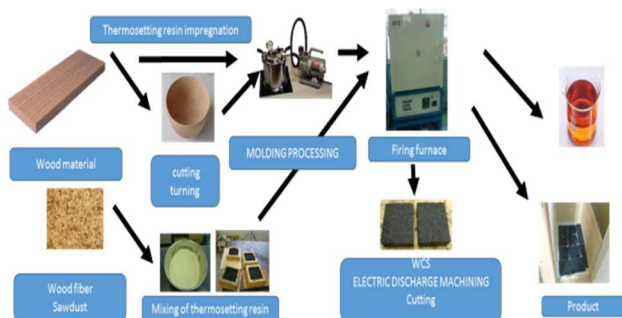 Thermosetting resin impregnation
Wood material
cutting
turning
MOLDING PROCESSING
Firing furnace
Wood fiber
Sawdust
Mixing of thermosetting resin
WCS
ELECTRIC DISCHARGE MACHINING
Cutting
Product